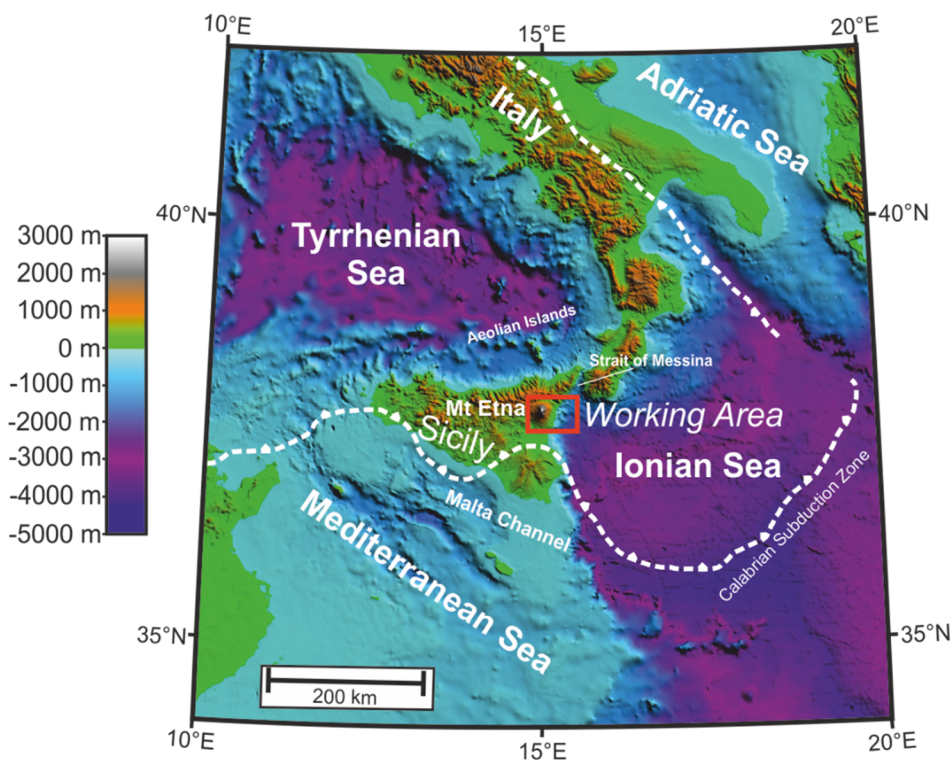 10°E
15°E
20°E
Adriatic Sea
Italy
40°N
40°N
3000 m
2000 m
1000 m
0 m
-1000 m
-2000 m
-3000 m
-4000 m
-5000 m
Tyrrhenian
Sea
Aeolian Islands
Strait of Messina
Mt Etna
Working Area
Sicily
Ionian Sea
Malta Channel
Calabrian Subduction Zone
Mediterranean Sea
35°N
35°N
200 km
10°E
15°E
20°E